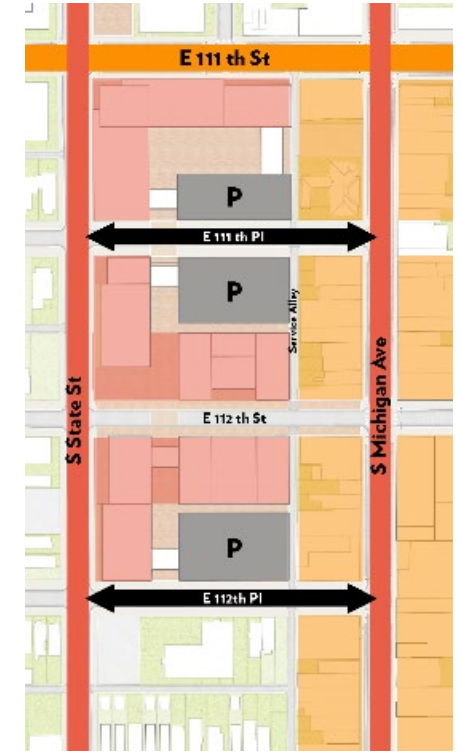 E 111 th St
P
E 111 th Pl
P
Service Alley
S State St
S Michigan Ave
E 112 th St
P
E 112th Pl